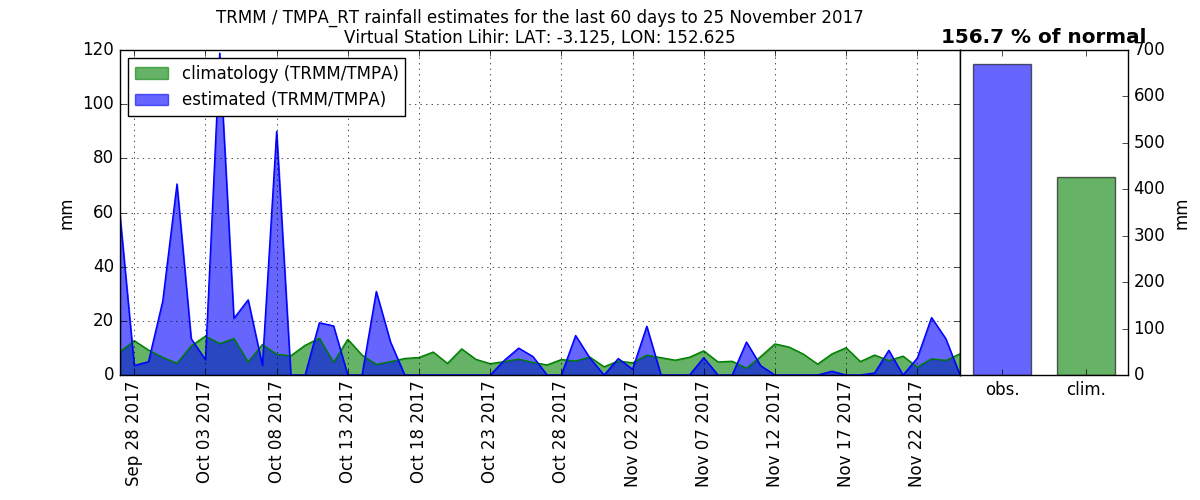 TRMM / TMPA_RT rainfall estimates for the last 60 days to 25 November 2017
Virtual Station Lihir: LAT: -3.125, LON: 152.625
156.7 % of normal
climatology (TRMM/TMPA)
estimated (TRMM/TMPA)
mm
120
100
80
60
40
20
0
Sep 28 2017
Oct 03 2017
Oct 08 2017
Oct 13 2017
Oct 18 2017
Oct 23 2017
Oct 28 2017
Nov 02 2017
Nov 07 2017
Nov 12 2017
Nov 17 2017
Nov 22 2017
obs.
clim.
700
600
500
400
300
200
100
0
mm